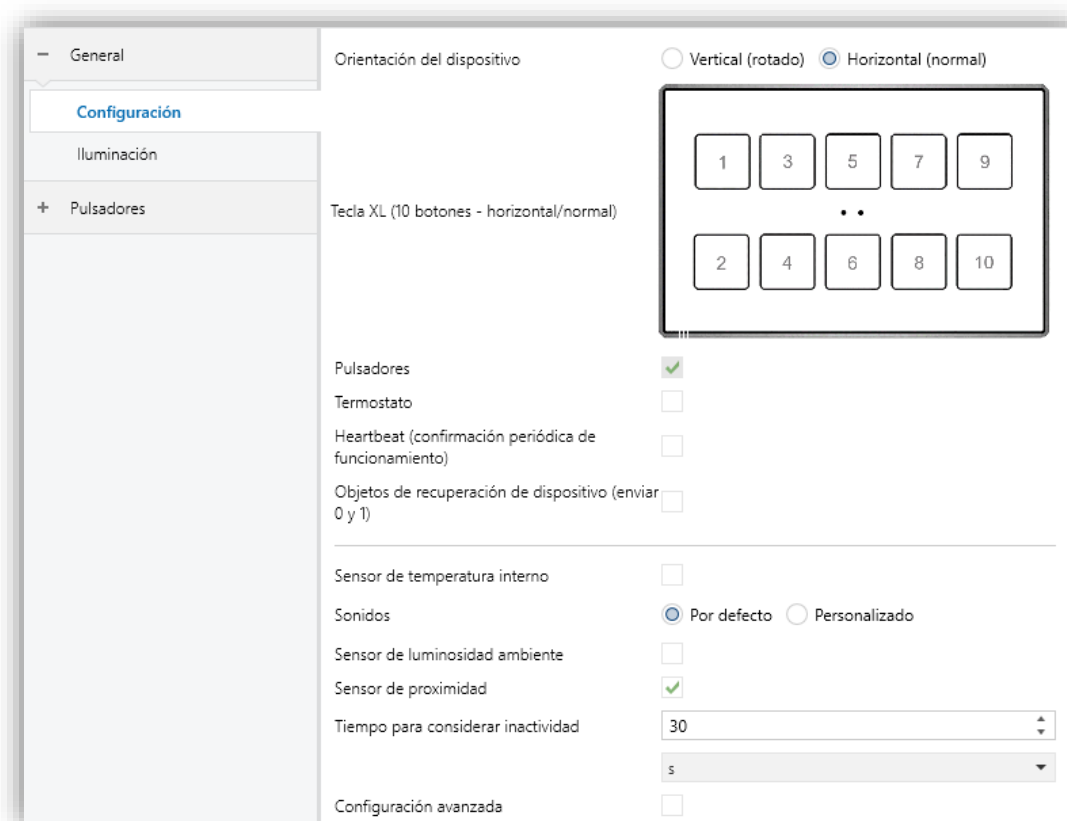 General
Configuración
Iluminación
Pulsadores
Orientación del dispositivo
Vertical (rotado) Horizontal (normal)
Tecla XL (10 botones - horizontal/normal)
1 3 5 7 9
2 4 6 8 10
Pulsadores
Termostato
Heartbeat (confirmación periódica de
funcionamiento)
Objetos de recuperación de dispositivo (enviar
0 y 1)
Sensor de temperatura interno
Sonidos
Por defecto Personalizado
Sensor de luminosidad ambiente
Sensor de proximidad
Tiempo para considerar inactividad
30
s
Configuración avanzada